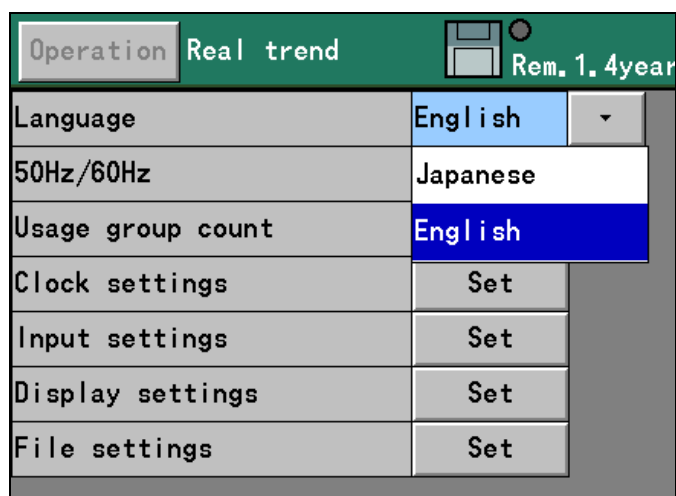 Operation Real trend
Rem. 1.4year
Language English
50Hz/60Hz Japanese
Usage group count English
Clock settings Set
Input settings Set
Display settings Set
File settings Set